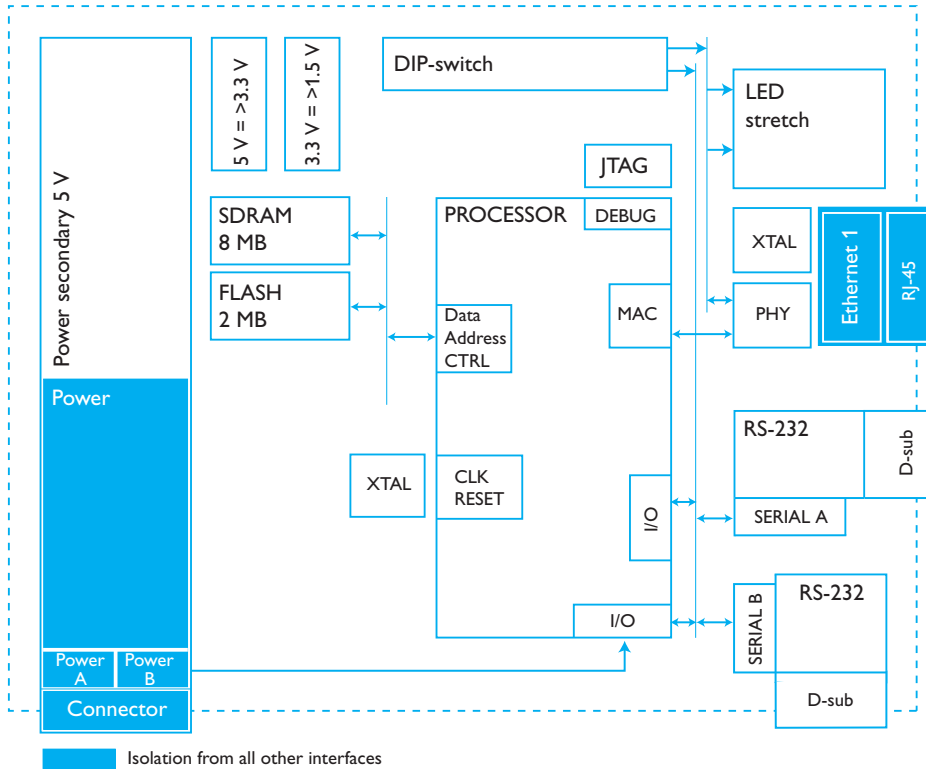 Power secondary 5 V
5 V = >3.3 V
3.3 V = >1.5 V
DIP-switch
LED
stretch
JTAG
SDRAM
8 MB
PROCESSOR
DEBUG
XTAL
Ethernet 1
RJ-45
FLASH
2 MB
MAC
PHY
Data
Address
CTRL
Power
RS-232
D-sub
XTAL
CLK
RESET
I/O
SERIAL A
I/O
SERIAL B
RS-232
D-sub
Power
A
Power
B
Connector
Isolation from all other interfaces